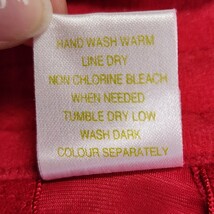 HAND WASH WARM
LINE DRY
NON CHLORINE BLEACH
WHEN NEEDED
TUMBLE DRY LOW
WASH DARK
COLOUR SEPARATELY